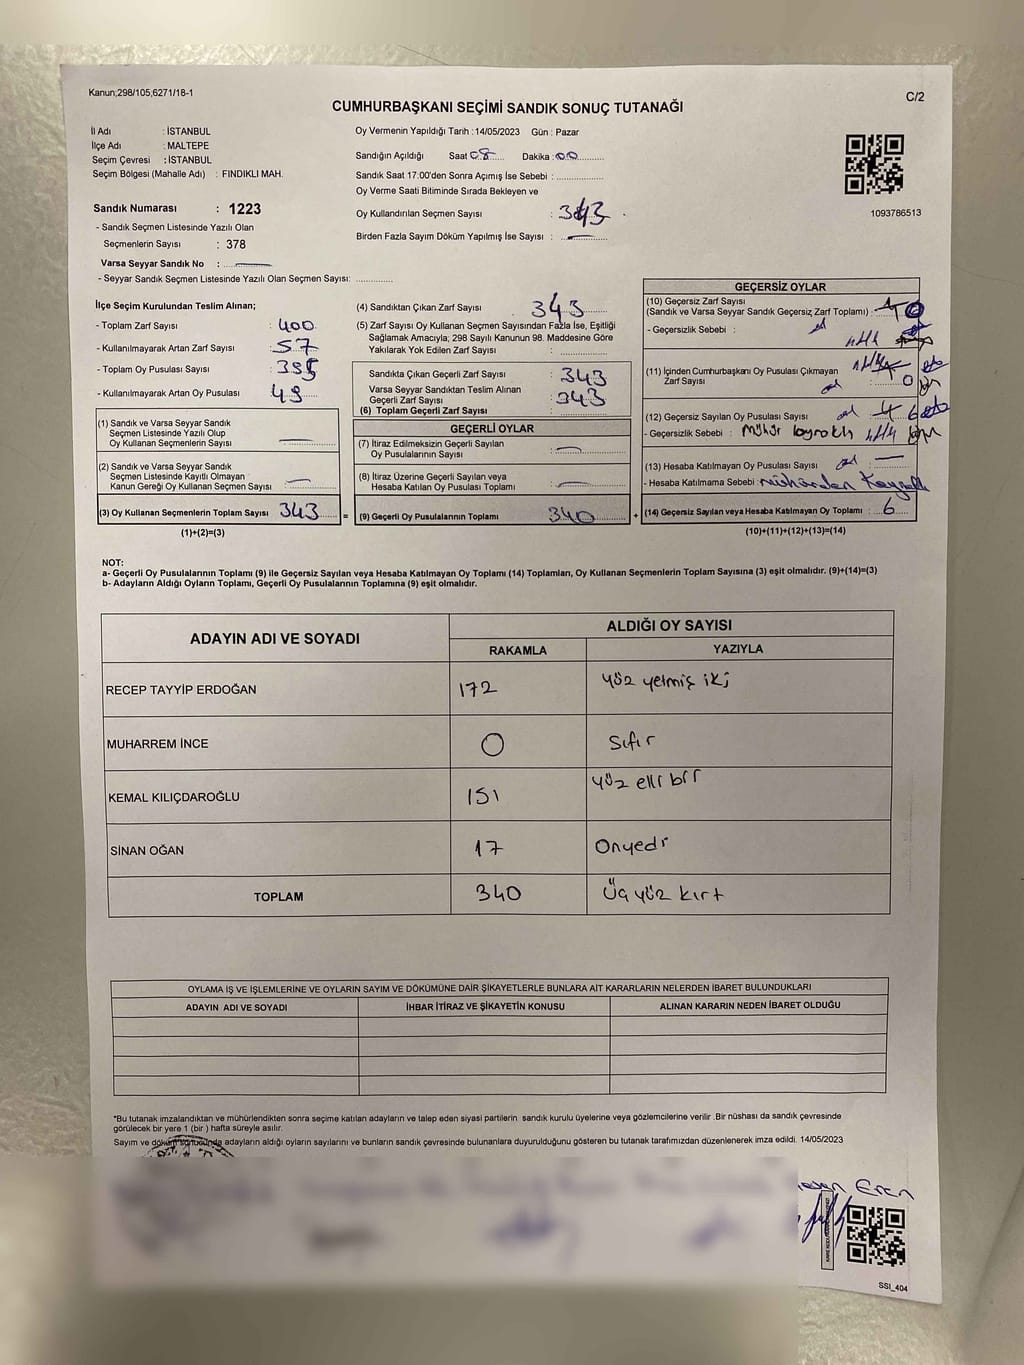 Kanun;298/105,6271/18-1
C/2
CUMHURBAŞKANI SEÇİMİ SANDIK SONUÇ TUTANAĞI
İl Adı : İSTANBUL
İlçe Adı : MALTEPE
Seçim Çevresi : İSTANBUL
Seçim Bölgesi (Mahalle Adı) : FINDIKLI MAH.
Sandık Numarası : 1223
- Sandık Seçmen Listesinde Yazılı Olan
Seçmenlerin Sayısı : 378
Varsa Seyyar Sandık No :
- Seyyar Sandık Seçmen Listesinde Yazılı Olan Seçmen Sayısı:
Oy Vermenin Yapıldığı Tarih : 14/05/2023 Gün : Pazar
Sandığın Açıldığı Saat 08 Dakika : 00
Sandık Saat 17:00'den Sonra Açımış İse Sebebi :
Oy Verme Saati Bitiminde Sırada Bekleyen ve
Oy Kullandırılan Seçmen Sayısı : 343
Birden Fazla Sayım Döküm Yapılmış İse Sayısı : —
1093786513
İlçe Seçim Kurulundan Teslim Alınan;
- Toplam Zarf Sayısı : 400
- Kullanılmayarak Artan Zarf Sayısı : 57
- Toplam Oy Pusulası Sayısı :
- Kullanılmayarak Artan Oy Pusulası : 49
(1) Sandık ve Varsa Seyyar Sandık
Seçmen Listesinde Yazılı Olup
Oy Kullanan Seçmenlerin Sayısı : —
(2) Sandık ve Varsa Seyyar Sandık
Seçmen Listesinde Kayıtlı Olmayan
Kanun Gereği Oy Kullanan Seçmen Sayısı : —
(3) Oy Kullanan Seçmenlerin Toplam Sayısı 343
(1)+(2)=(3)
(4) Sandıktan Çıkan Zarf Sayısı 343
(5) Zarf Sayısı Oy Kullanan Seçmen Sayısından Fazla İse, Eşitliği
Sağlamak Amacıyla; 298 Sayılı Kanunun 98. Maddesine Göre
Yakılarak Yok Edilen Zarf Sayısı :
Sandıkta Çıkan Geçerli Zarf Sayısı : 343
Varsa Seyyar Sandıktan Teslim Alınan
Geçerli Zarf Sayısı : 343
(6) Toplam Geçerli Zarf Sayısı :
GEÇERLİ OYLAR
(7) İtiraz Edilmeksizin Geçerli Sayılan
Oy Pusulalarının Sayısı : —
(8) İtiraz Üzerine Geçerli Sayılan veya
Hesaba Katılan Oy Pusulası Toplamı : —
= (9) Geçerli Oy Pusulalarının Toplamı 340
GEÇERSİZ OYLAR
(10) Geçersiz Zarf Sayısı
(Sandık ve Varsa Seyyar Sandık Geçersiz Zarf Toplamı) :
- Geçersizlik Sebebi :
(11) İçinden Cumhurbaşkanı Oy Pusulası Çıkmayan
Zarf Sayısı : 0
(12) Geçersiz Sayılan Oy Pusulası Sayısı 6
- Geçersizlik Sebebi : Mühür
(13) Hesaba Katılmayan Oy Pusulası Sayısı : —
- Hesaba Katılmama Sebebi :
+ (14) Geçersiz Sayılan veya Hesaba Katılmayan Oy Toplamı : 6
(10)+(11)+(12)+(13)=(14)
NOT:
a- Geçerli Oy Pusulalarının Toplamı (9) ile Geçersiz Sayılan veya Hesaba Katılmayan Oy Toplamı (14) Toplamları, Oy Kullanan Seçmenlerin Toplam Sayısına (3) eşit olmalıdır. (9)+(14)=(3)
b- Adayların Aldığı Oyların Toplamı, Geçerli Oy Pusulalarının Toplamına (9) eşit olmalıdır.
ADAYIN ADI VE SOYADI
ALDIĞI OY SAYISI
RAKAMLA YAZIYLA
RECEP TAYYİP ERDOĞAN 172 yüz yetmiş iki
MUHARREM İNCE 0 Sıfır
KEMAL KILIÇDAROĞLU 151 yüz elli bir
SİNAN OĞAN 17 Onyedi
TOPLAM 340 Üç yüz kırt
OYLAMA İŞ VE İŞLEMLERİNE VE OYLARIN SAYIM VE DÖKÜMÜNE DAİR ŞİKAYETLERLE BUNLARA AİT KARARLARIN NELERDEN İBARET BULUNDUKLARI
ADAYIN ADI VE SOYADI İHBAR İTİRAZ VE ŞİKAYETİN KONUSU ALINAN KARARIN NEDEN İBARET OLDUĞU
*Bu tutanak imzalandıktan ve mühürlendikten sonra seçime katılan adayların ve talep eden siyasi partilerin sandık kurulu üyelerine veya gözlemcilerine verilir .Bir nüshası da sandık çevresinde
görülecek bir yere 1 (bir ) hafta süreyle asılır.
Sayım ve döküm sonucunda adayların aldığı oyların sayılarını ve bunların sandık çevresinde bulunanlara duyurulduğunu gösteren bu tutanak tarafımızdan düzenlenerek imza edildi. 14/05/2023
Eren
SSI_404